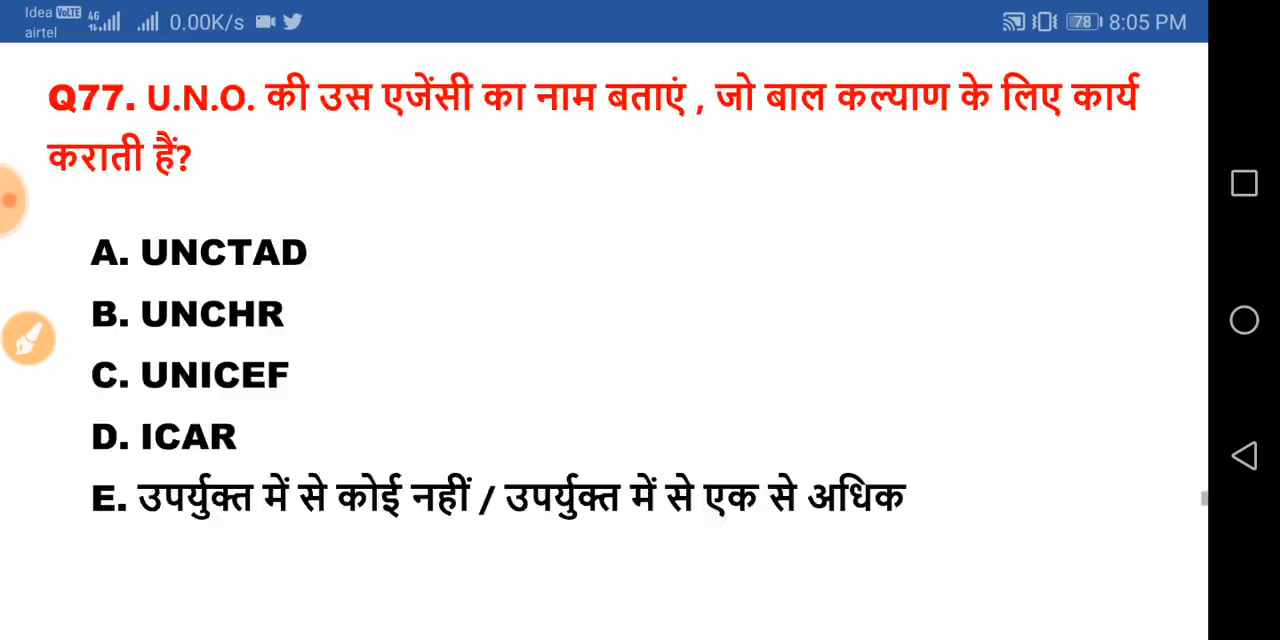 Idea VoLTE 4G 0.00K/s 78 8:05 PM
airtel
Q77. U.N.O. की उस एजेंसी का नाम बताएं , जो बाल कल्याण के लिए कार्य
कराती हैं?
A. UNCTAD
B. UNCHR
C. UNICEF
D. ICAR
E. उपर्युक्त में से कोई नहीं / उपर्युक्त में से एक से अधिक